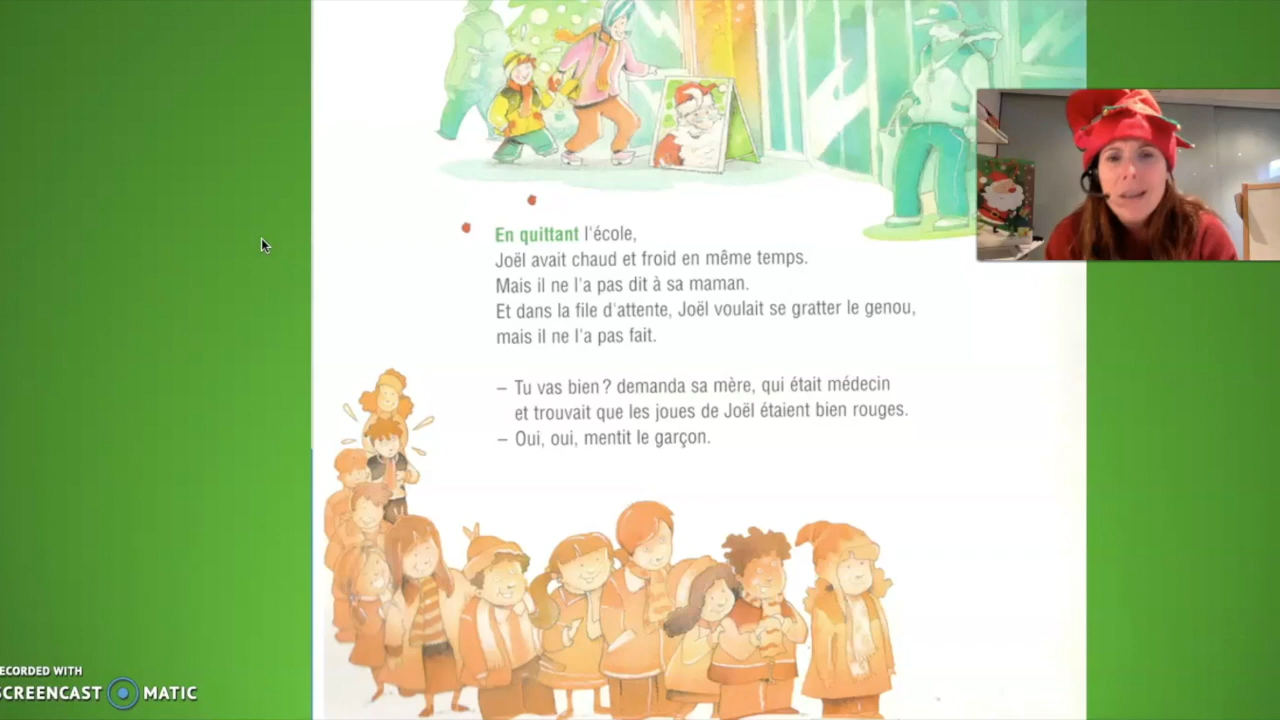 En quittant l'école,
Joël avait chaud et froid en même temps.
Mais il ne l'a pas dit à sa maman.
Et dans la file d'attente, Joël voulait se gratter le genou,
mais il ne l'a pas fait.
– Tu vas bien ? demanda sa mère, qui était médecin
et trouvait que les joues de Joël étaient bien rouges.
– Oui, oui, mentit le garçon.
ECORDED WITH
SCREENCAST MATIC